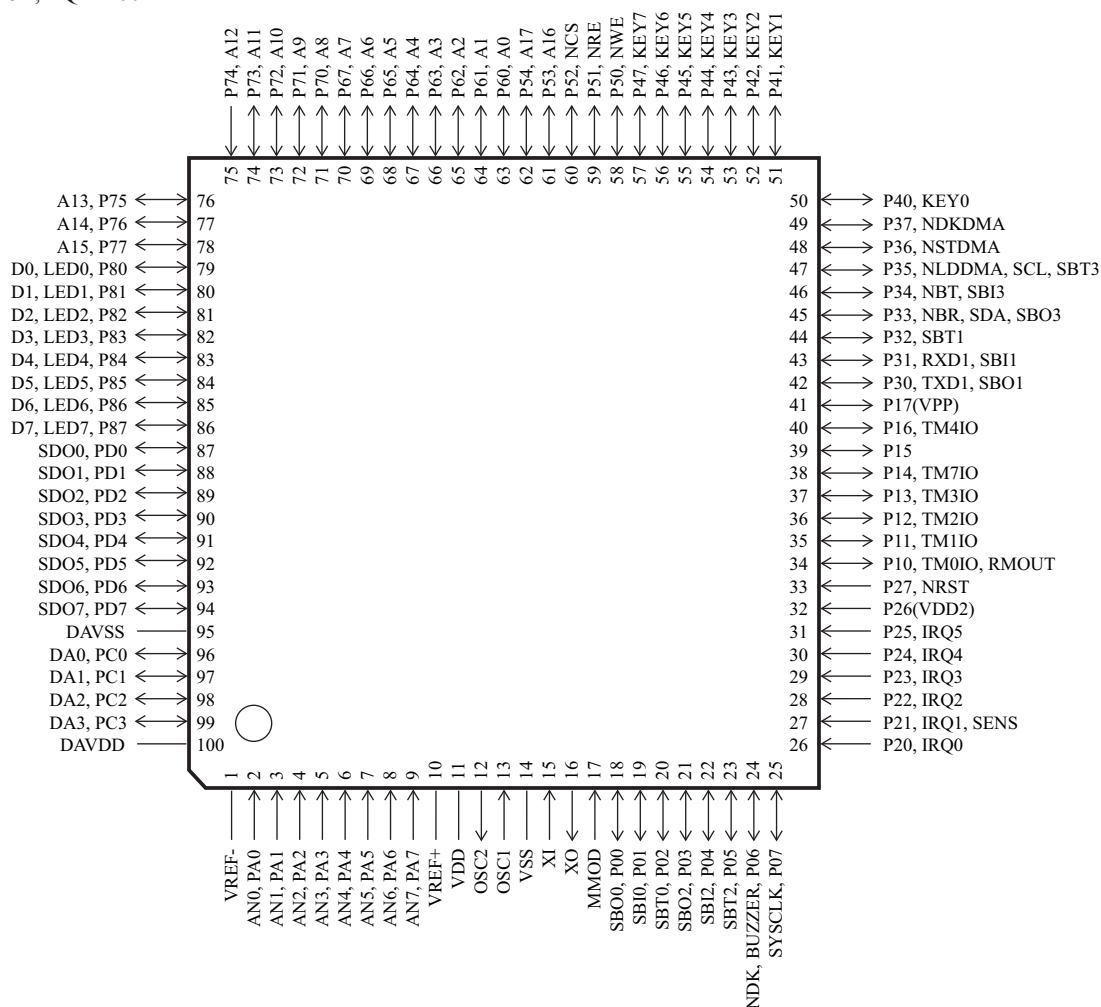 P74, A12
P73, A11
P72, A10
P71, A9
P70, A8
P67, A7
P66, A6
P65, A5
P64, A4
P63, A3
P62, A2
P61, A1
P60, A0
P54, A17
P53, A16
P52, NCS
P51, NRE
P50, NWE
P47, KEY7
P46, KEY6
P45, KEY5
P44, KEY4
P43, KEY3
P42, KEY2
P41, KEY1
75
74
73
72
71
70
69
68
67
66
65
64
63
62
61
60
59
58
57
56
55
54
53
52
51
A13, P75 76
A14, P76 77
A15, P77 78
D0, LED0, P80 79
D1, LED1, P81 80
D2, LED2, P82 81
D3, LED3, P83 82
D4, LED4, P84 83
D5, LED5, P85 84
D6, LED6, P86 85
D7, LED7, P87 86
SDO0, PD0 87
SDO1, PD1 88
SDO2, PD2 89
SDO3, PD3 90
SDO4, PD4 91
SDO5, PD5 92
SDO6, PD6 93
SDO7, PD7 94
DAVSS 95
DA0, PC0 96
DA1, PC1 97
DA2, PC2 98
DA3, PC3 99
DAVDD 100
50 P40, KEY0
49 P37, NDKDMA
48 P36, NSTDMA
47 P35, NLDDMA, SCL, SBT3
46 P34, NBT, SBI3
45 P33, NBR, SDA, SBO3
44 P32, SBT1
43 P31, RXD1, SBI1
42 P30, TXD1, SBO1
41 P17(VPP)
40 P16, TM4IO
39 P15
38 P14, TM7IO
37 P13, TM3IO
36 P12, TM2IO
35 P11, TM1IO
34 P10, TM0IO, RMOUT
33 P27, NRST
32 P26(VDD2)
31 P25, IRQ5
30 P24, IRQ4
29 P23, IRQ3
28 P22, IRQ2
27 P21, IRQ1, SENS
26 P20, IRQ0
1
2
3
4
5
6
7
8
9
10
11
12
13
14
15
16
17
18
19
20
21
22
23
24
25
VREF-
AN0, PA0
AN1, PA1
AN2, PA2
AN3, PA3
AN4, PA4
AN5, PA5
AN6, PA6
AN7, PA7
VREF+
VDD
OSC2
OSC1
VSS
XI
XO
MMOD
SBO0, P00
SBI0, P01
SBT0, P02
SBO2, P03
SBI2, P04
SBT2, P05
NDK, BUZZER, P06
SYSCLK, P07